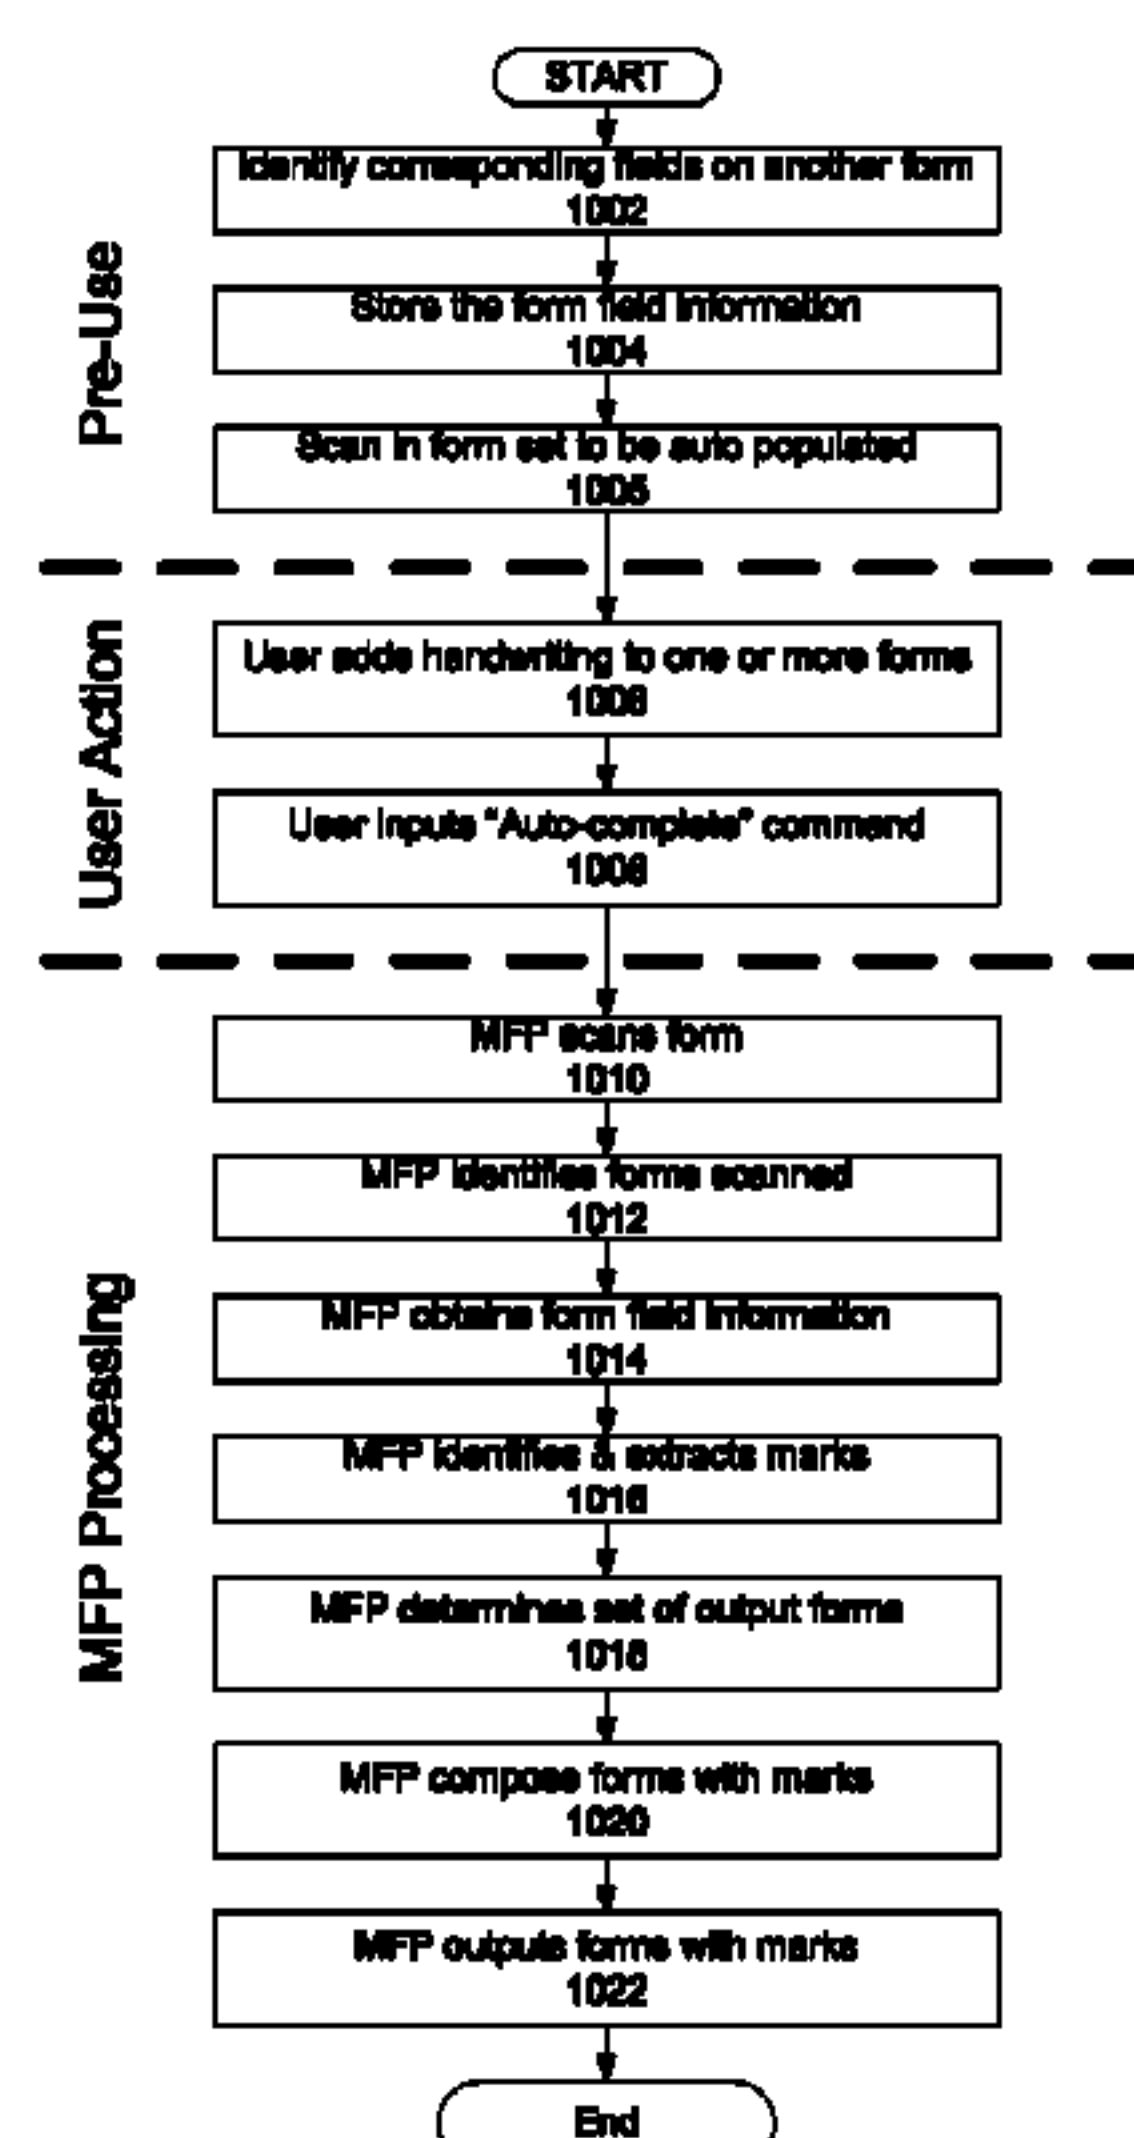 START
Identify corresponding fields on another form
1002
Pre-Use
Store the form field information
1004
Scan in form set to be auto populated
1005
User Action
User adds handwriting to one or more forms
User inputs “Auto-complete” command
MFP Processing
MFP scans form
1010
MFP identifies forms scanned
1012
MFP obtains form field information
1014
MFP identifies & extracts marks
1016
MFP determines set of output forms
1018
MFP compose forms with marks
1020
MFP outputs forms with marks
1022
End